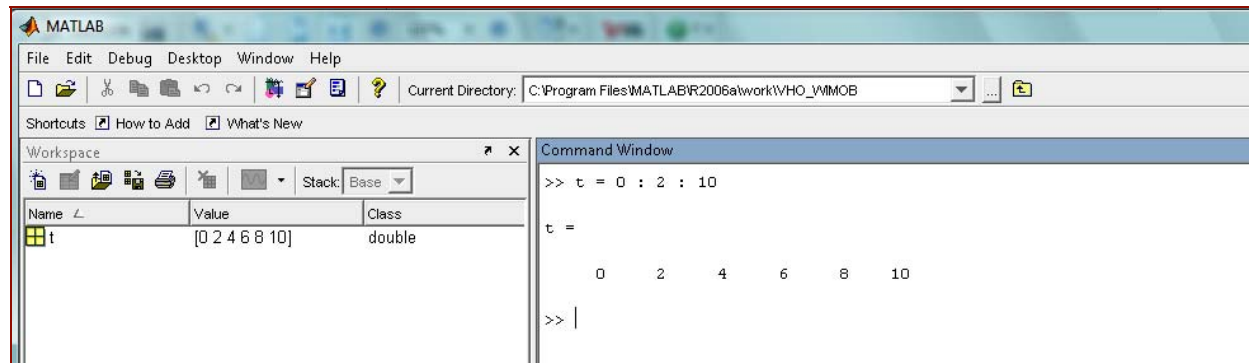 MATLAB
File Edit Debug Desktop Window Help
Current Directory: C:\Program Files\MATLAB\R2006a\work\VHO_WIMOB ...
Shortcuts How to Add What's New
Workspace
Stack: Base
Name Value Class
t [0 2 4 6 8 10] double
Command Window
>> t = 0 : 2 : 10
t =
0 2 4 6 8 10
>>